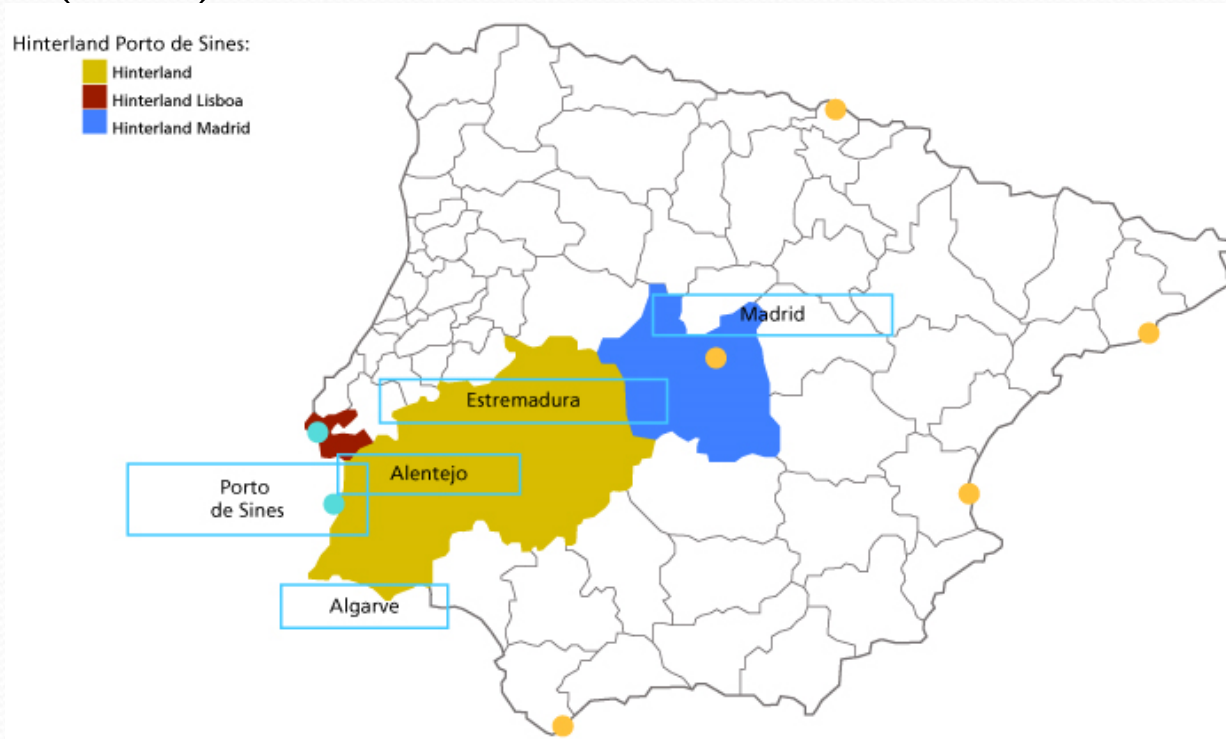 Hinterland Porto de Sines:
Hinterland
Hinterland Lisboa
Hinterland Madrid
Madrid
Estremadura
Alentejo
Porto
de Sines
Algarve